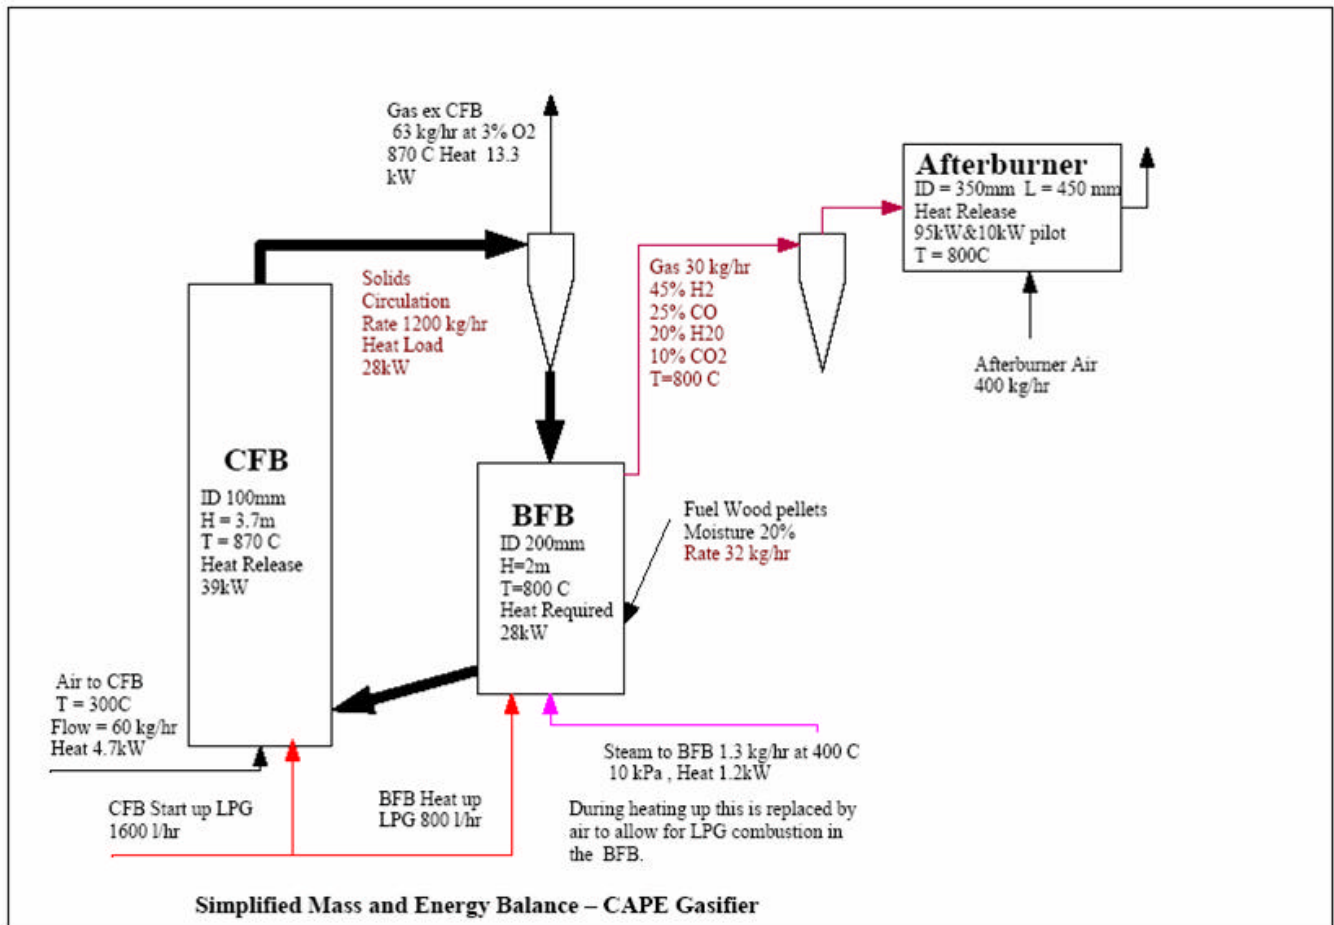 Gas ex CFB
63 kg/hr at 3% O2
870 C Heat 13.3
kW
Afterburner
ID = 350mm L = 450 mm
Heat Release
95kW&10kW pilot
T = 800C
Solids
Circulation
Rate 1200 kg/hr
Heat Load
28kW
Gas 30 kg/hr
45% H2
25% CO
20% H20
10% CO2
T=800 C
Afterburner Air
400 kg/hr
CFB
ID 100mm
H = 3.7m
T = 870 C
Heat Release
39kW
BFB
ID 200mm
H=2m
T=800 C
Heat Required
28kW
Fuel Wood pellets
Moisture 20%
Rate 32 kg/hr
Air to CFB
T = 300C
Flow = 60 kg/hr
Heat 4.7kW
Steam to BFB 1.3 kg/hr at 400 C
10 kPa , Heat 1.2kW
CFB Start up LPG
1600 l/hr
BFB Heat up
LPG 800 l/hr
During heating up this is replaced by
air to allow for LPG combustion in
the BFB.
Simplified Mass and Energy Balance – CAPE Gasifier